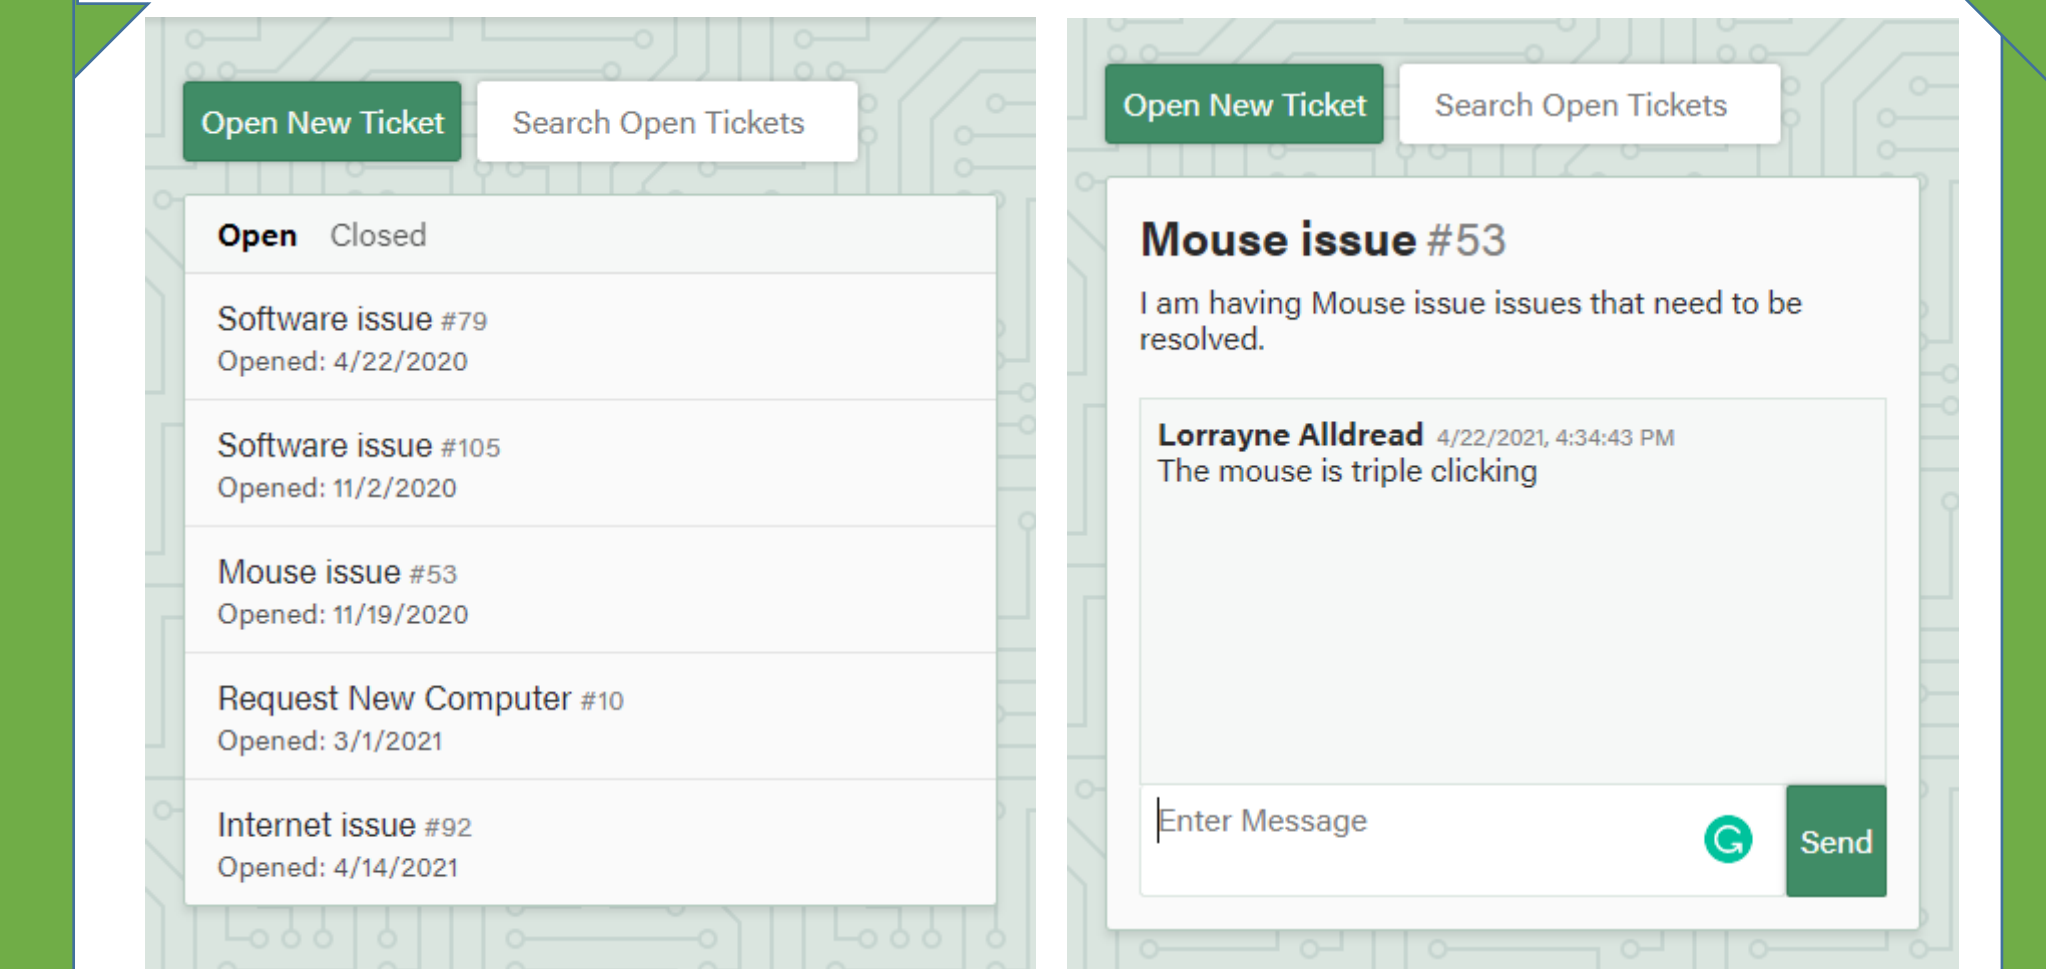 Open New Ticket
Search Open Tickets
Open Closed
Software issue #79
Opened: 4/22/2020
Software issue #105
Opened: 11/2/2020
Mouse issue #53
Opened: 11/19/2020
Request New Computer #10
Opened: 3/1/2021
Internet issue #92
Opened: 4/14/2021
Open New Ticket
Search Open Tickets
Mouse issue #53
I am having Mouse issue issues that need to be
resolved.
Lorrayne Alldread 4/22/2021, 4:34:43 PM
The mouse is triple clicking
Enter Message
Send